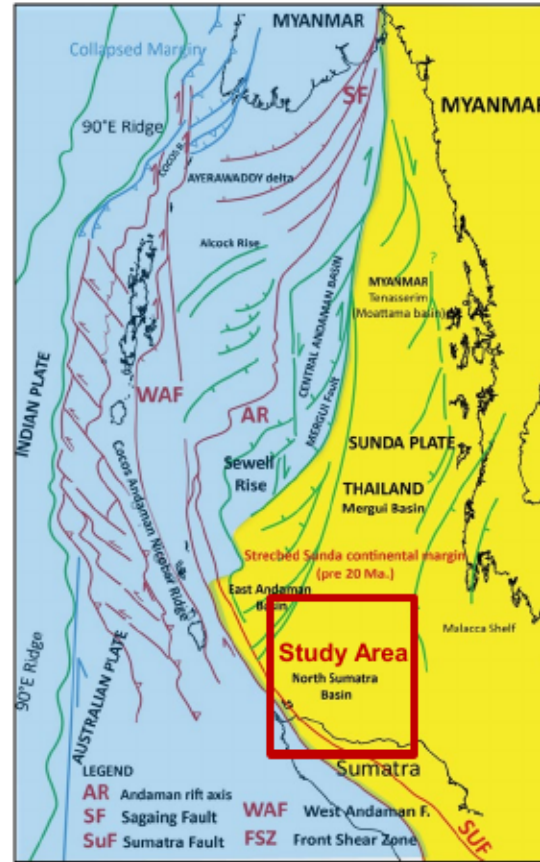 MYANMAR
Collapsed Margin
SF
MYANMAR
90°E Ridge
COCOS B.
AYERAWADDY delta
Alcock Rise
MYANMAR
Tenasserim
(Moattama basin)
?
CENTRAL ANDAMAN BASIN
MERGUI Fault
INDIAN PLATE
WAF
AR
SUNDA PLATE
Sewell
Rise
THAILAND
Mergui Basin
Cocos Andaman Nicobar Ridge
Strecbed Sunda continental margin
(pre 20 Ma.)
East Andaman
Basin
Malacca Shelf
Study Area
North Sumatra
Basin
90°E Ridge
AUSTRALIAN PLATE
Sumatra
SUF
LEGEND
AR Andaman rift axis
SF Sagaing Fault
SuF Sumatra Fault
WAF West Andaman F.
FSZ Front Shear Zone